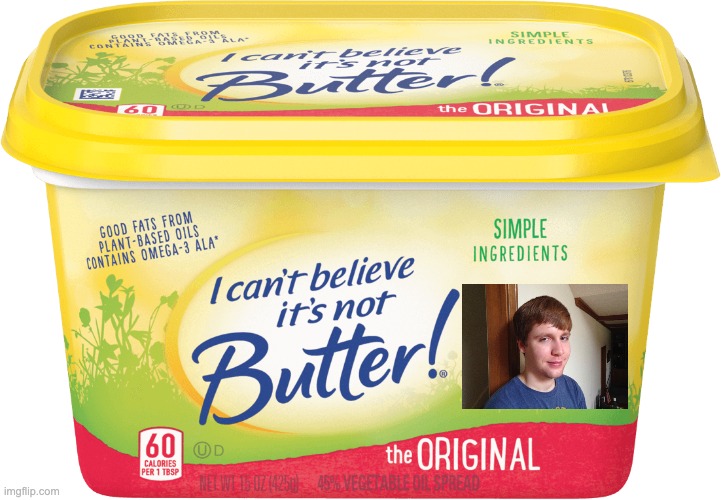 GOOD FATS FROM
PLANT-BASED OILS
CONTAINS OMEGA-3 ALA*
SIMPLE
INGREDIENTS
I can't believe
it's not
Butter!®
60
U D
the ORIGINAL
GOOD FATS FROM
PLANT-BASED OILS
CONTAINS OMEGA-3 ALA*
SIMPLE
INGREDIENTS
I can't believe
it's not
Butter!®
60
CALORIES
PER 1 TBSP
U D
the ORIGINAL
NET WT 15 OZ (425g) 45% VEGETABLE OIL SPREAD
imgflip.com